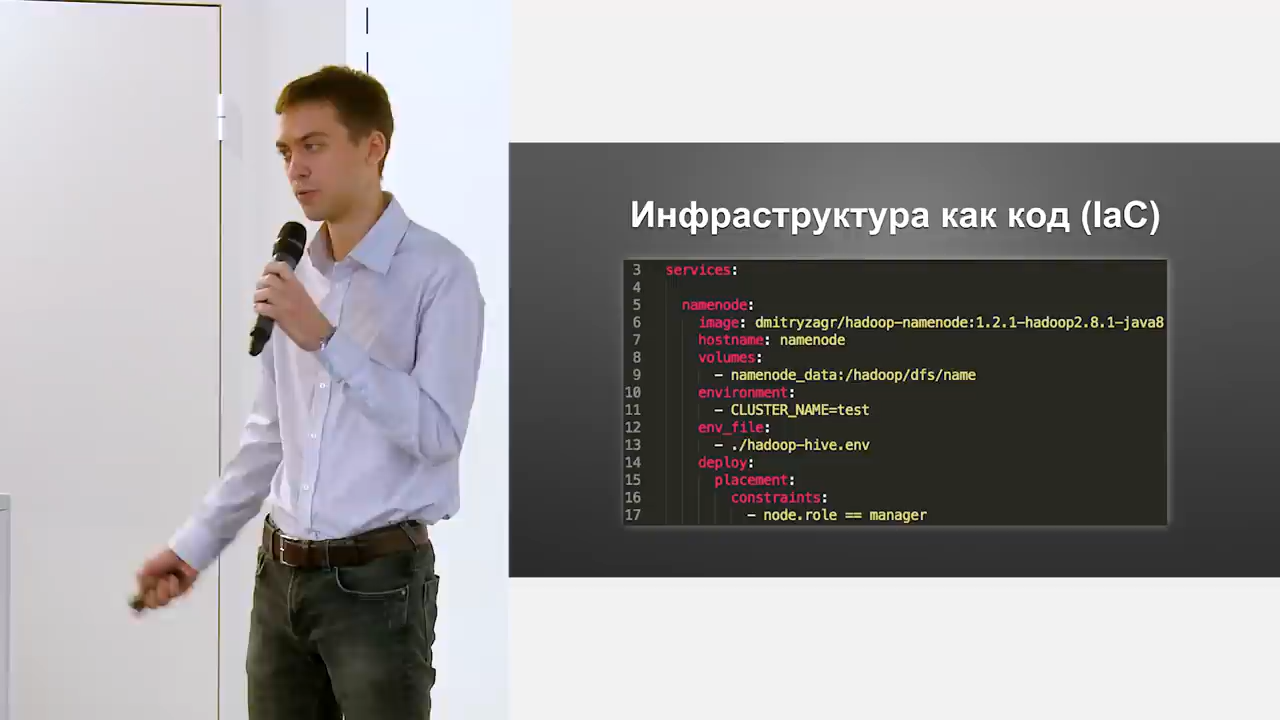 Инфраструктура как код (IaC)
3 services:
4
5 namenode:
6 image: dmitryzagr/hadoop-namenode:1.2.1-hadoop2.8.1-java8
7 hostname: namenode
8 volumes:
9 - namenode_data:/hadoop/dfs/name
10 environment:
11 - CLUSTER_NAME=test
12 env_file:
13 - ./hadoop-hive.env
14 deploy:
15 placement:
16 constraints:
17 - node.role == manager